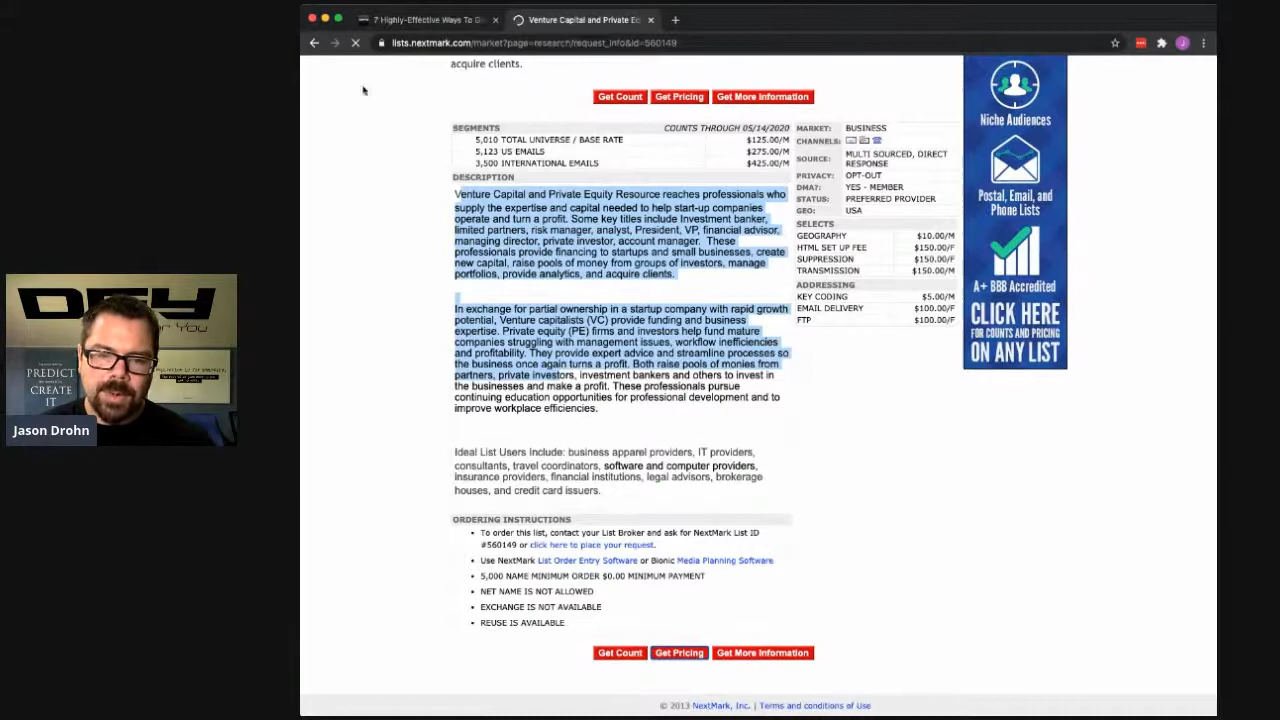 7 Highly-Effective Ways To G
Venture Capital and Private Ec
lists.nextmark.com/market?page=research/request_info&id=560149
acquire clients.
Get Count
Get Pricing
Get More Information
SEGMENTS
COUNTS THROUGH 05/14/2020
5,010 TOTAL UNIVERSE / BASE RATE
$125.00/M
5,123 US EMAILS
$275.00/M
3,500 INTERNATIONAL EMAILS
$425.00/M
DESCRIPTION
Venture Capital and Private Equity Resource reaches professionals who
supply the expertise and capital needed to help start-up companies
operate and turn a profit. Some key titles include Investment banker,
limited partners, risk manager, analyst, President, VP, financial advisor,
managing director, private investor, account manager. These
professionals provide financing to startups and small businesses, create
new capital, raise pools of money from groups of investors, manage
portfolios, provide analytics, and acquire clients.
In exchange for partial ownership in a startup company with rapid growth
potential, Venture capitalists (VC) provide funding and business
expertise. Private equity (PE) firms and investors help fund mature
companies struggling with management issues, workflow inefficiencies
and profitability. They provide expert advice and streamline processes so
the business once again turns a profit. Both raise pools of monies from
partners, private investors, investment bankers and others to invest in
the businesses and make a profit. These professionals pursue
continuing education opportunities for professional development and to
improve workplace efficiencies.
Ideal List Users Include: business apparel providers, IT providers,
consultants, travel coordinators, software and computer providers,
insurance providers, financial institutions, legal advisors, brokerage
houses, and credit card issuers.
ORDERING INSTRUCTIONS
To order this list, contact your List Broker and ask for NextMark List ID
#560149 or click here to place your request.
Use NextMark List Order Entry Software or Bionic Media Planning Software
5,000 NAME MINIMUM ORDER $0.00 MINIMUM PAYMENT
NET NAME IS NOT ALLOWED
EXCHANGE IS NOT AVAILABLE
REUSE IS AVAILABLE
Get Count
Get Pricing
Get More Information
MARKET: BUSINESS
CHANNELS:
SOURCE: MULTI SOURCED, DIRECT
RESPONSE
PRIVACY: OPT-OUT
DMA?: YES - MEMBER
STATUS: PREFERRED PROVIDER
GEO: USA
SELECTS
GEOGRAPHY $10.00/M
HTML SET UP FEE $150.00/F
SUPPRESSION $150.00/F
TRANSMISSION $150.00/M
ADDRESSING
KEY CODING $5.00/M
EMAIL DELIVERY $100.00/F
FTP $100.00/F
Niche Audiences
Postal, Email, and
Phone Lists
A+ BBB Accredited
CLICK HERE
FOR COUNTS AND PRICING
ON ANY LIST
© 2013 NextMark, Inc. | Terms and conditions of Use
J
DFY
r You
PREDICT
CREATE
IT
Jason Drohn